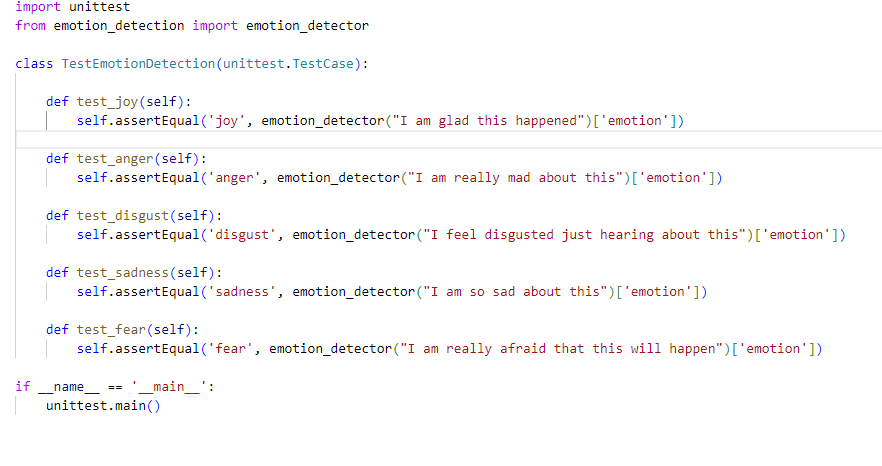 import unittest
from emotion_detection import emotion_detector

class TestEmotionDetection(unittest.TestCase):

    def test_joy(self):
        self.assertEqual('joy', emotion_detector("I am glad this happened")['emotion'])

    def test_anger(self):
        self.assertEqual('anger', emotion_detector("I am really mad about this")['emotion'])

    def test_disgust(self):
        self.assertEqual('disgust', emotion_detector("I feel disgusted just hearing about this")['emotion'])

    def test_sadness(self):
        self.assertEqual('sadness', emotion_detector("I am so sad about this")['emotion'])

    def test_fear(self):
        self.assertEqual('fear', emotion_detector("I am really afraid that this will happen")['emotion'])

if __name__ == '__main__':
    unittest.main()